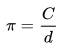 π = C/d